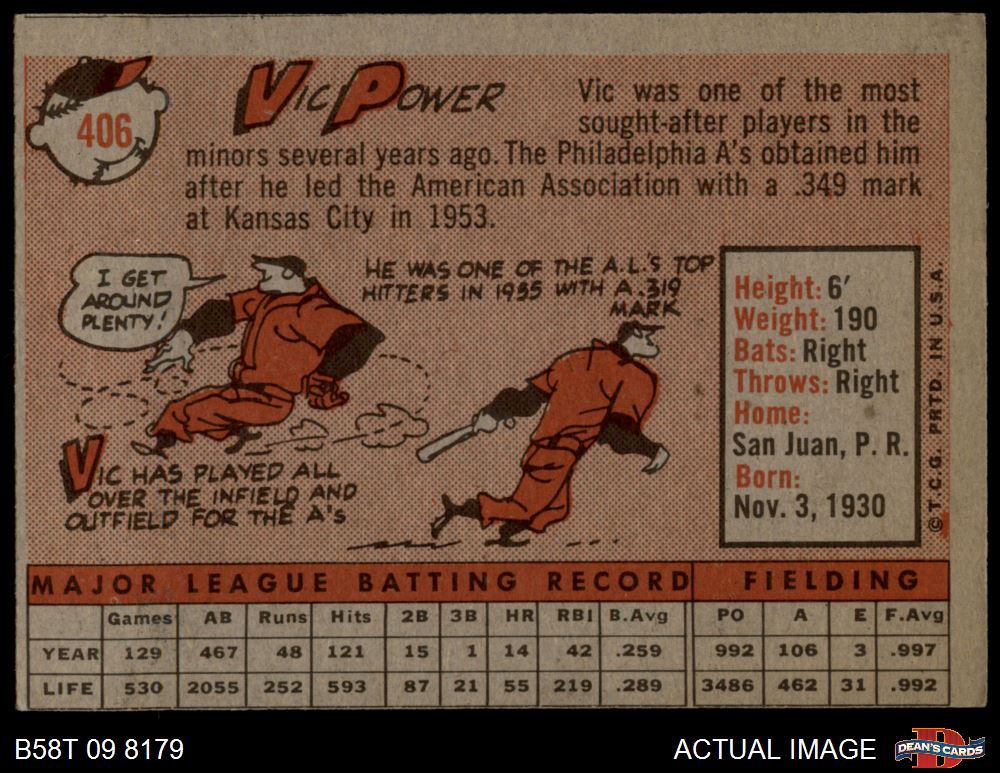 406
VIC POWER
Vic was one of the most
sought-after players in the
minors several years ago. The Philadelphia A's obtained him
after he led the American Association with a .349 mark
at Kansas City in 1953.
I GET
AROUND
PLENTY!
HE WAS ONE OF THE A.L.'S TOP
HITTERS IN 1955 WITH A .319
MARK
VIC HAS PLAYED ALL
OVER THE INFIELD AND
OUTFIELD FOR THE A's
Height: 6'
Weight: 190
Bats: Right
Throws: Right
Home:
San Juan, P. R.
Born:
Nov. 3, 1930
©T.C.G. PRTD. IN U.S.A.
MAJOR LEAGUE BATTING RECORD FIELDING
Games AB Runs Hits 2B 3B HR RBI B.Avg PO A E F.Avg
YEAR 129 467 48 121 15 1 14 42 .259 992 106 3 .997
LIFE 530 2055 252 593 87 21 55 219 .289 3486 462 31 .992
B58T 09 8179 ACTUAL IMAGE
DEAN'S CARDS